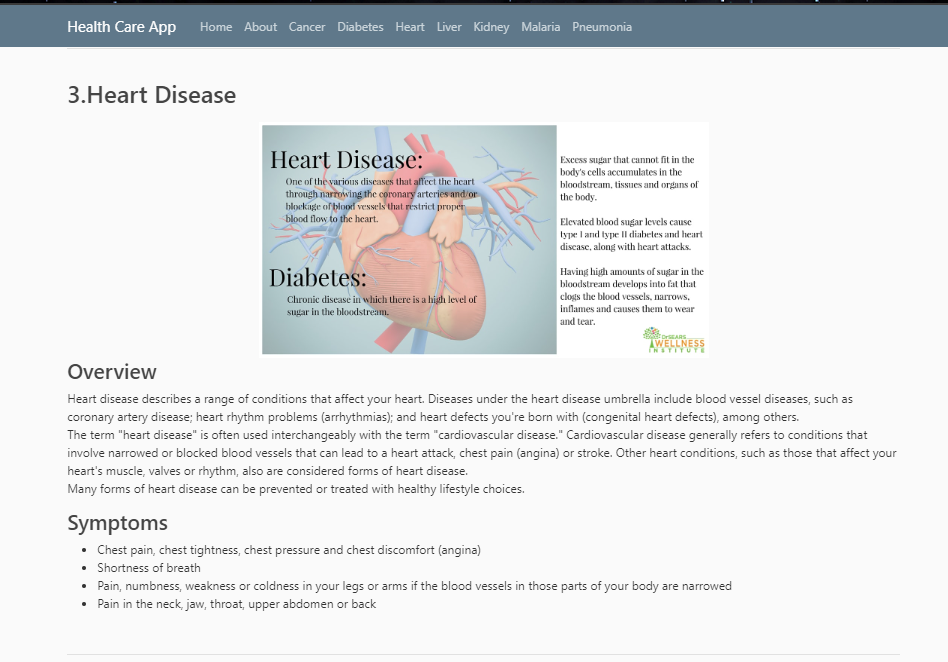 Health Care App Home About Cancer Diabetes Heart Liver Kidney Malaria Pneumonia
3.Heart Disease
Heart Disease:
One of the various diseases that affect the heart
through narrowing the coronary arteries and/or
blockage of blood vessels that restrict proper
blood flow to the heart.
Diabetes:
Chronic disease in which there is a high level of
sugar in the bloodstream.
Excess sugar that cannot fit in the
body's cells accumulates in the
bloodstream, tissues and organs of
the body.
Elevated blood sugar levels cause
type I and type II diabetes and heart
disease, along with heart attacks.
Having high amounts of sugar in the
bloodstream develops into fat that
clogs the blood vessels, narrows,
inflames and causes them to wear
and tear.
Dr SEARS
WELLNESS
INSTITUTE
Overview
Heart disease describes a range of conditions that affect your heart. Diseases under the heart disease umbrella include blood vessel diseases, such as
coronary artery disease; heart rhythm problems (arrhythmias); and heart defects you're born with (congenital heart defects), among others.
The term "heart disease" is often used interchangeably with the term "cardiovascular disease." Cardiovascular disease generally refers to conditions that
involve narrowed or blocked blood vessels that can lead to a heart attack, chest pain (angina) or stroke. Other heart conditions, such as those that affect your
heart's muscle, valves or rhythm, also are considered forms of heart disease.
Many forms of heart disease can be prevented or treated with healthy lifestyle choices.
Symptoms
• Chest pain, chest tightness, chest pressure and chest discomfort (angina)
• Shortness of breath
• Pain, numbness, weakness or coldness in your legs or arms if the blood vessels in those parts of your body are narrowed
• Pain in the neck, jaw, throat, upper abdomen or back